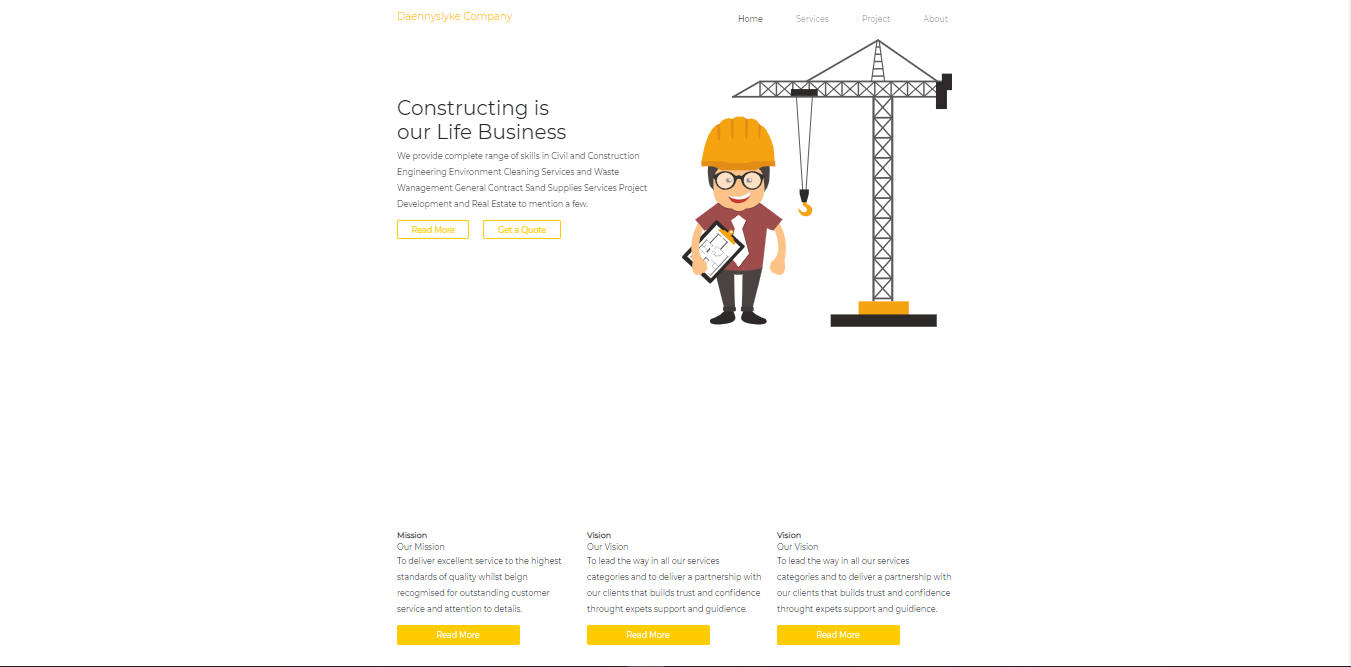 Daennyslyke Company
Home Services Project About
Constructing is
our Life Business
We provide complete range of skills in Civil and Construction
Engineering Environment Cleaning Services and Waste
Wanagement General Contract Sand Supplies Services Project
Development and Real Estate to mention a few.
Read More Get a Quote
Mission
Our Mission
To deliver excellent service to the highest
standards of quality whilst beign
recogmised for outstanding customer
service and attention to details.
Read More
Vision
Our Vision
To lead the way in all our services
categories and to deliver a partnership with
our clients that builds trust and confidence
throught expets support and guidience.
Read More
Vision
Our Vision
To lead the way in all our services
categories and to deliver a partnership with
our clients that builds trust and confidence
throught expets support and guidience.
Read More